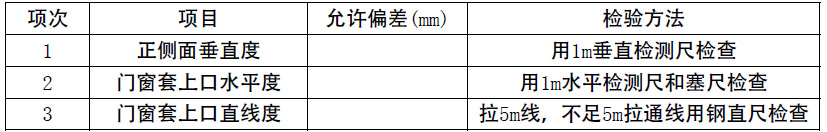 项次 项目 允许偏差(mm) 检验方法
1 正侧面垂直度 用1m垂直检测尺检查
2 门窗套上口水平度 用1m水平检测尺和塞尺检查
3 门窗套上口直线度 拉5m线，不足5m拉通线用钢直尺检查